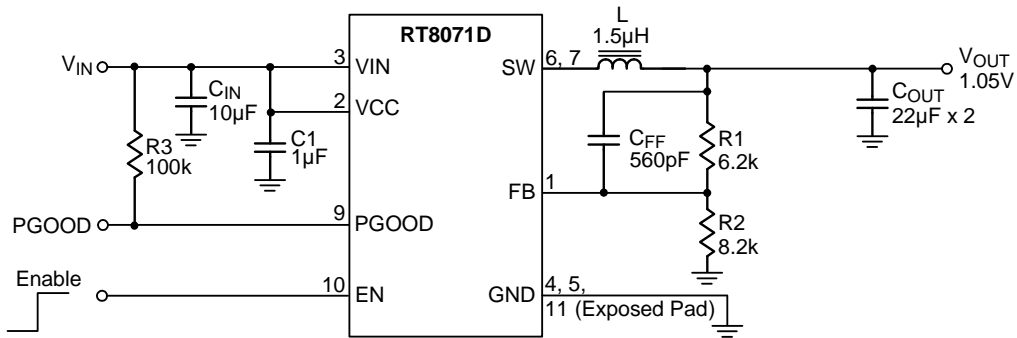 RT8071D
L
1.5µH
VIN
3
VIN
SW
6, 7
VOUT
1.05V
CIN
10µF
2
VCC
COUT
22µF x 2
R3
100k
C1
1µF
CFF
560pF
R1
6.2k
FB
1
PGOOD
9
PGOOD
R2
8.2k
Enable
10
EN
GND
4, 5,
11 (Exposed Pad)